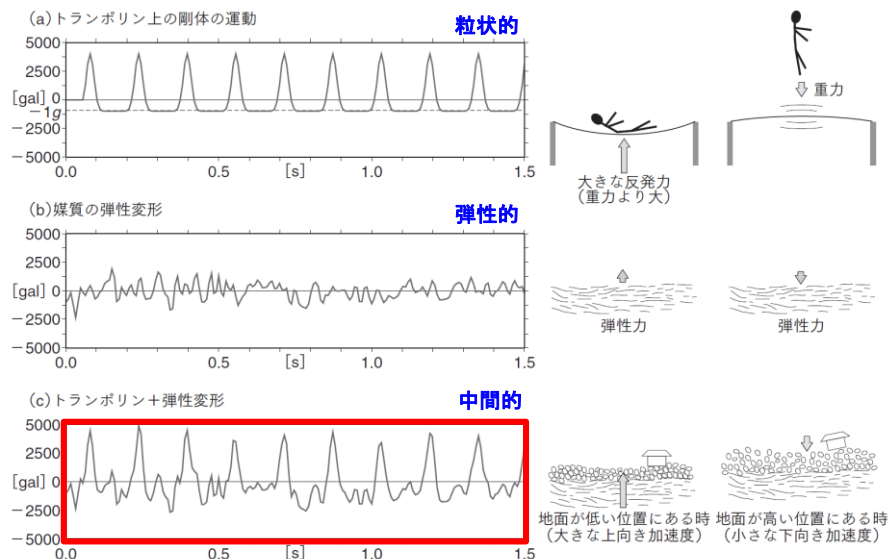 (a)トランポリン上の剛体の運動
粒状的
5000
2500
[gal] 0
−1g
−2500
−5000
0.0 0.5 [s] 1.0 1.5
重力
大きな反発力
(重力より大)
(b)媒質の弾性変形
弾性的
5000
2500
[gal] 0
−2500
−5000
0.0 0.5 [s] 1.0 1.5
弾性力
弾性力
(c)トランポリン＋弾性変形
中間的
5000
2500
[gal] 0
−2500
−5000
0.0 0.5 [s] 1.0 1.5
地面が低い位置にある時
(大きな上向き加速度)
地面が高い位置にある時
(小さな下向き加速度)